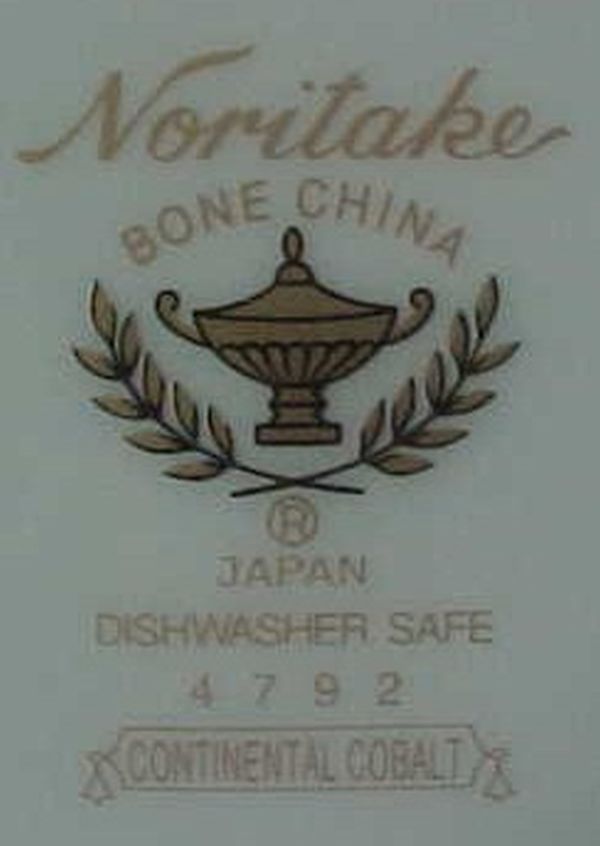 Noritake
BONE CHINA
®
JAPAN
DISHWASHER SAFE
4792
CONTINENTAL COBALT